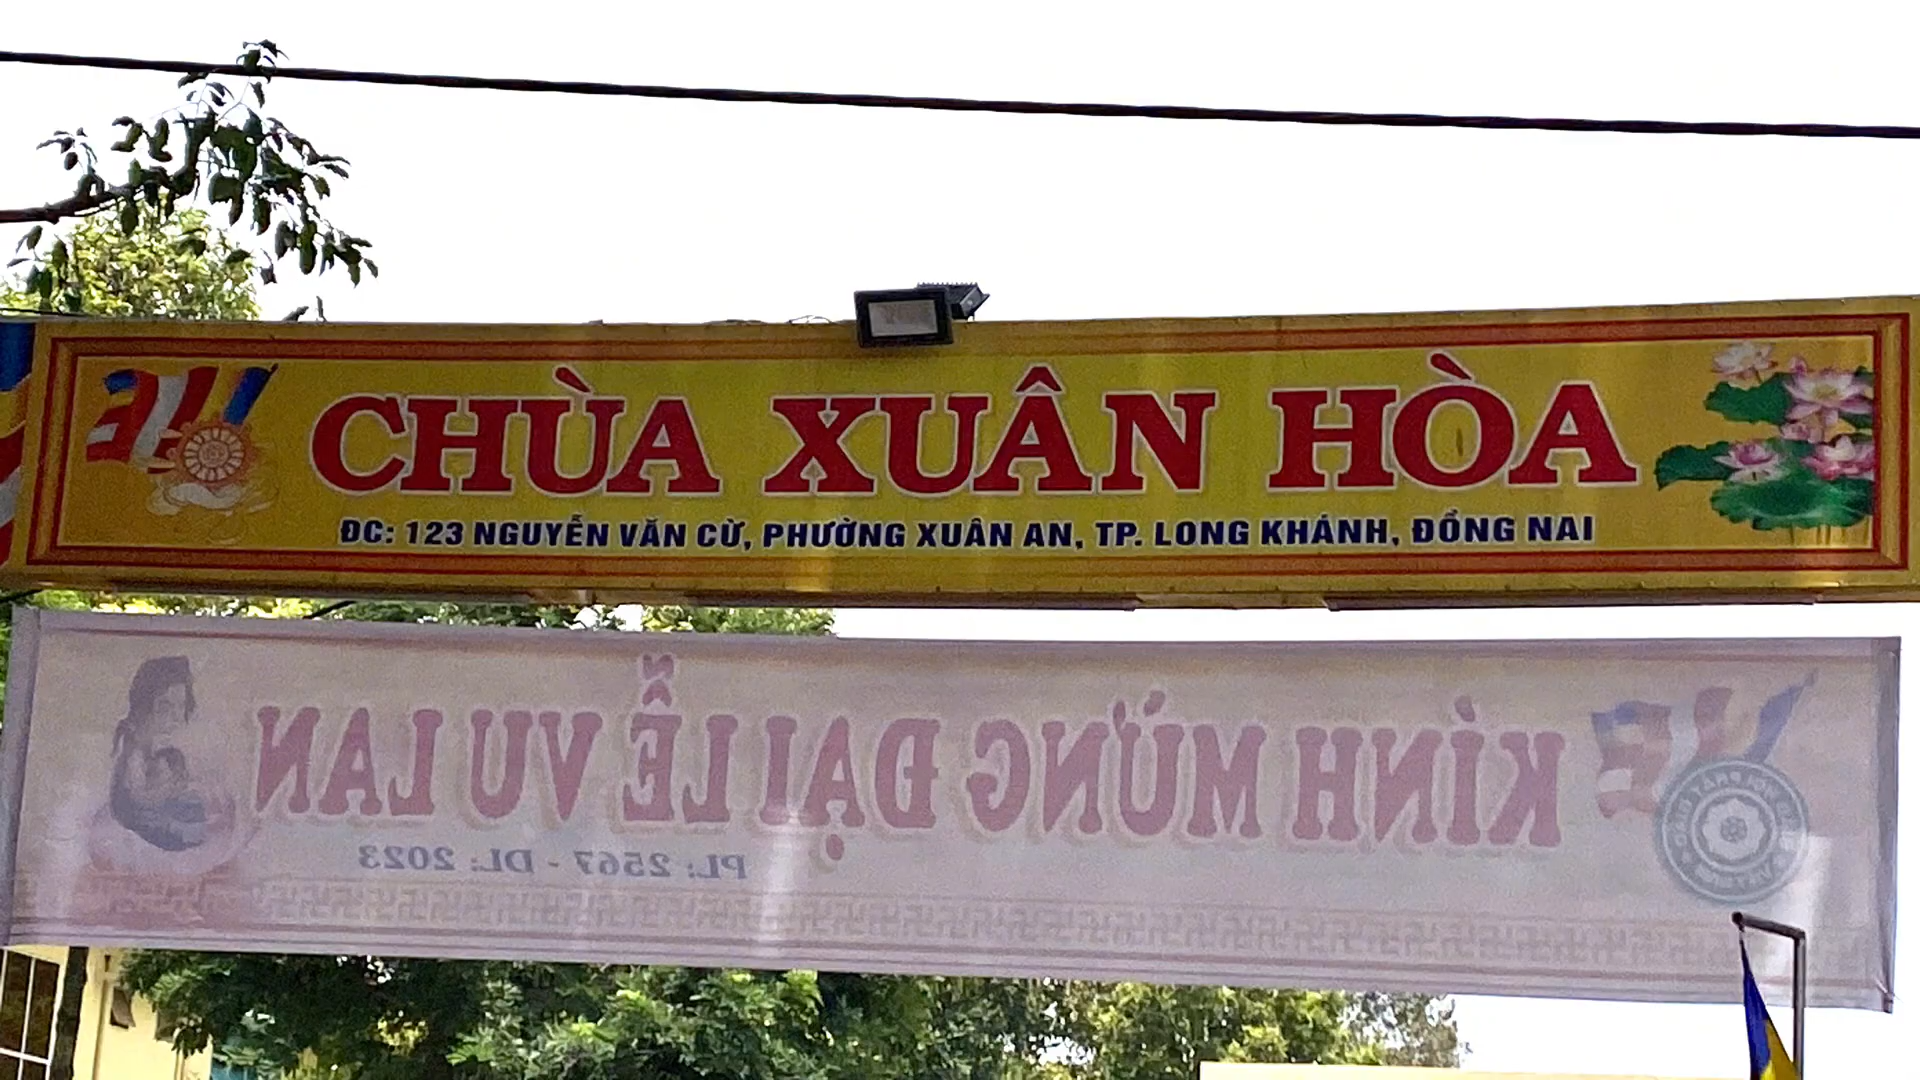 CHÙA XUÂN HÒA
ĐC: 123 NGUYỄN VĂN CỪ, PHƯỜNG XUÂN AN, TP. LONG KHÁNH, ĐỒNG NAI
KÍNH MỪNG ĐẠI LỄ VU LAN
PL: 2567 - DL: 2023